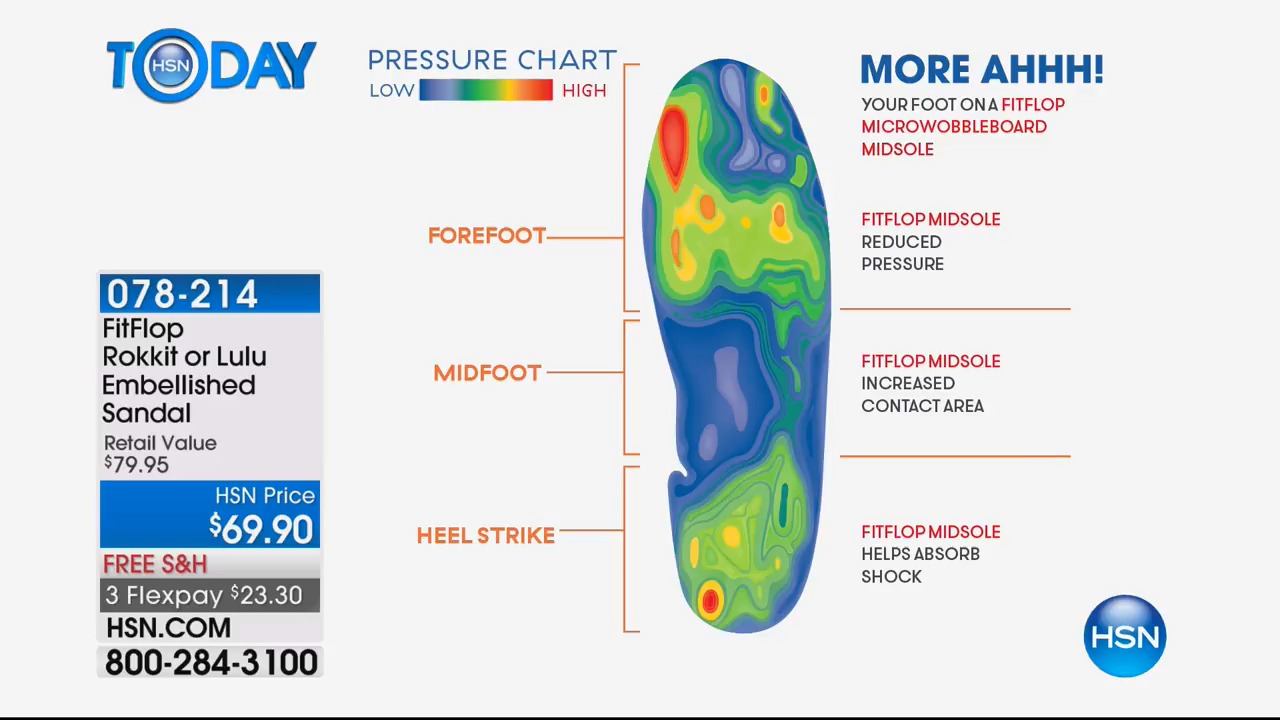 TODAY
HSN
PRESSURE CHART
LOW HIGH
MORE AHHH!
YOUR FOOT ON A FITFLOP
MICROWOBBLEBOARD
MIDSOLE
FOREFOOT
FITFLOP MIDSOLE
REDUCED
PRESSURE
MIDFOOT
FITFLOP MIDSOLE
INCREASED
CONTACT AREA
HEEL STRIKE
FITFLOP MIDSOLE
HELPS ABSORB
SHOCK
078-214
FitFlop
Rokkit or Lulu
Embellished
Sandal
Retail Value
$79.95
HSN Price
$69.90
FREE S&H
3 Flexpay $23.30
HSN.COM
800-284-3100
HSN